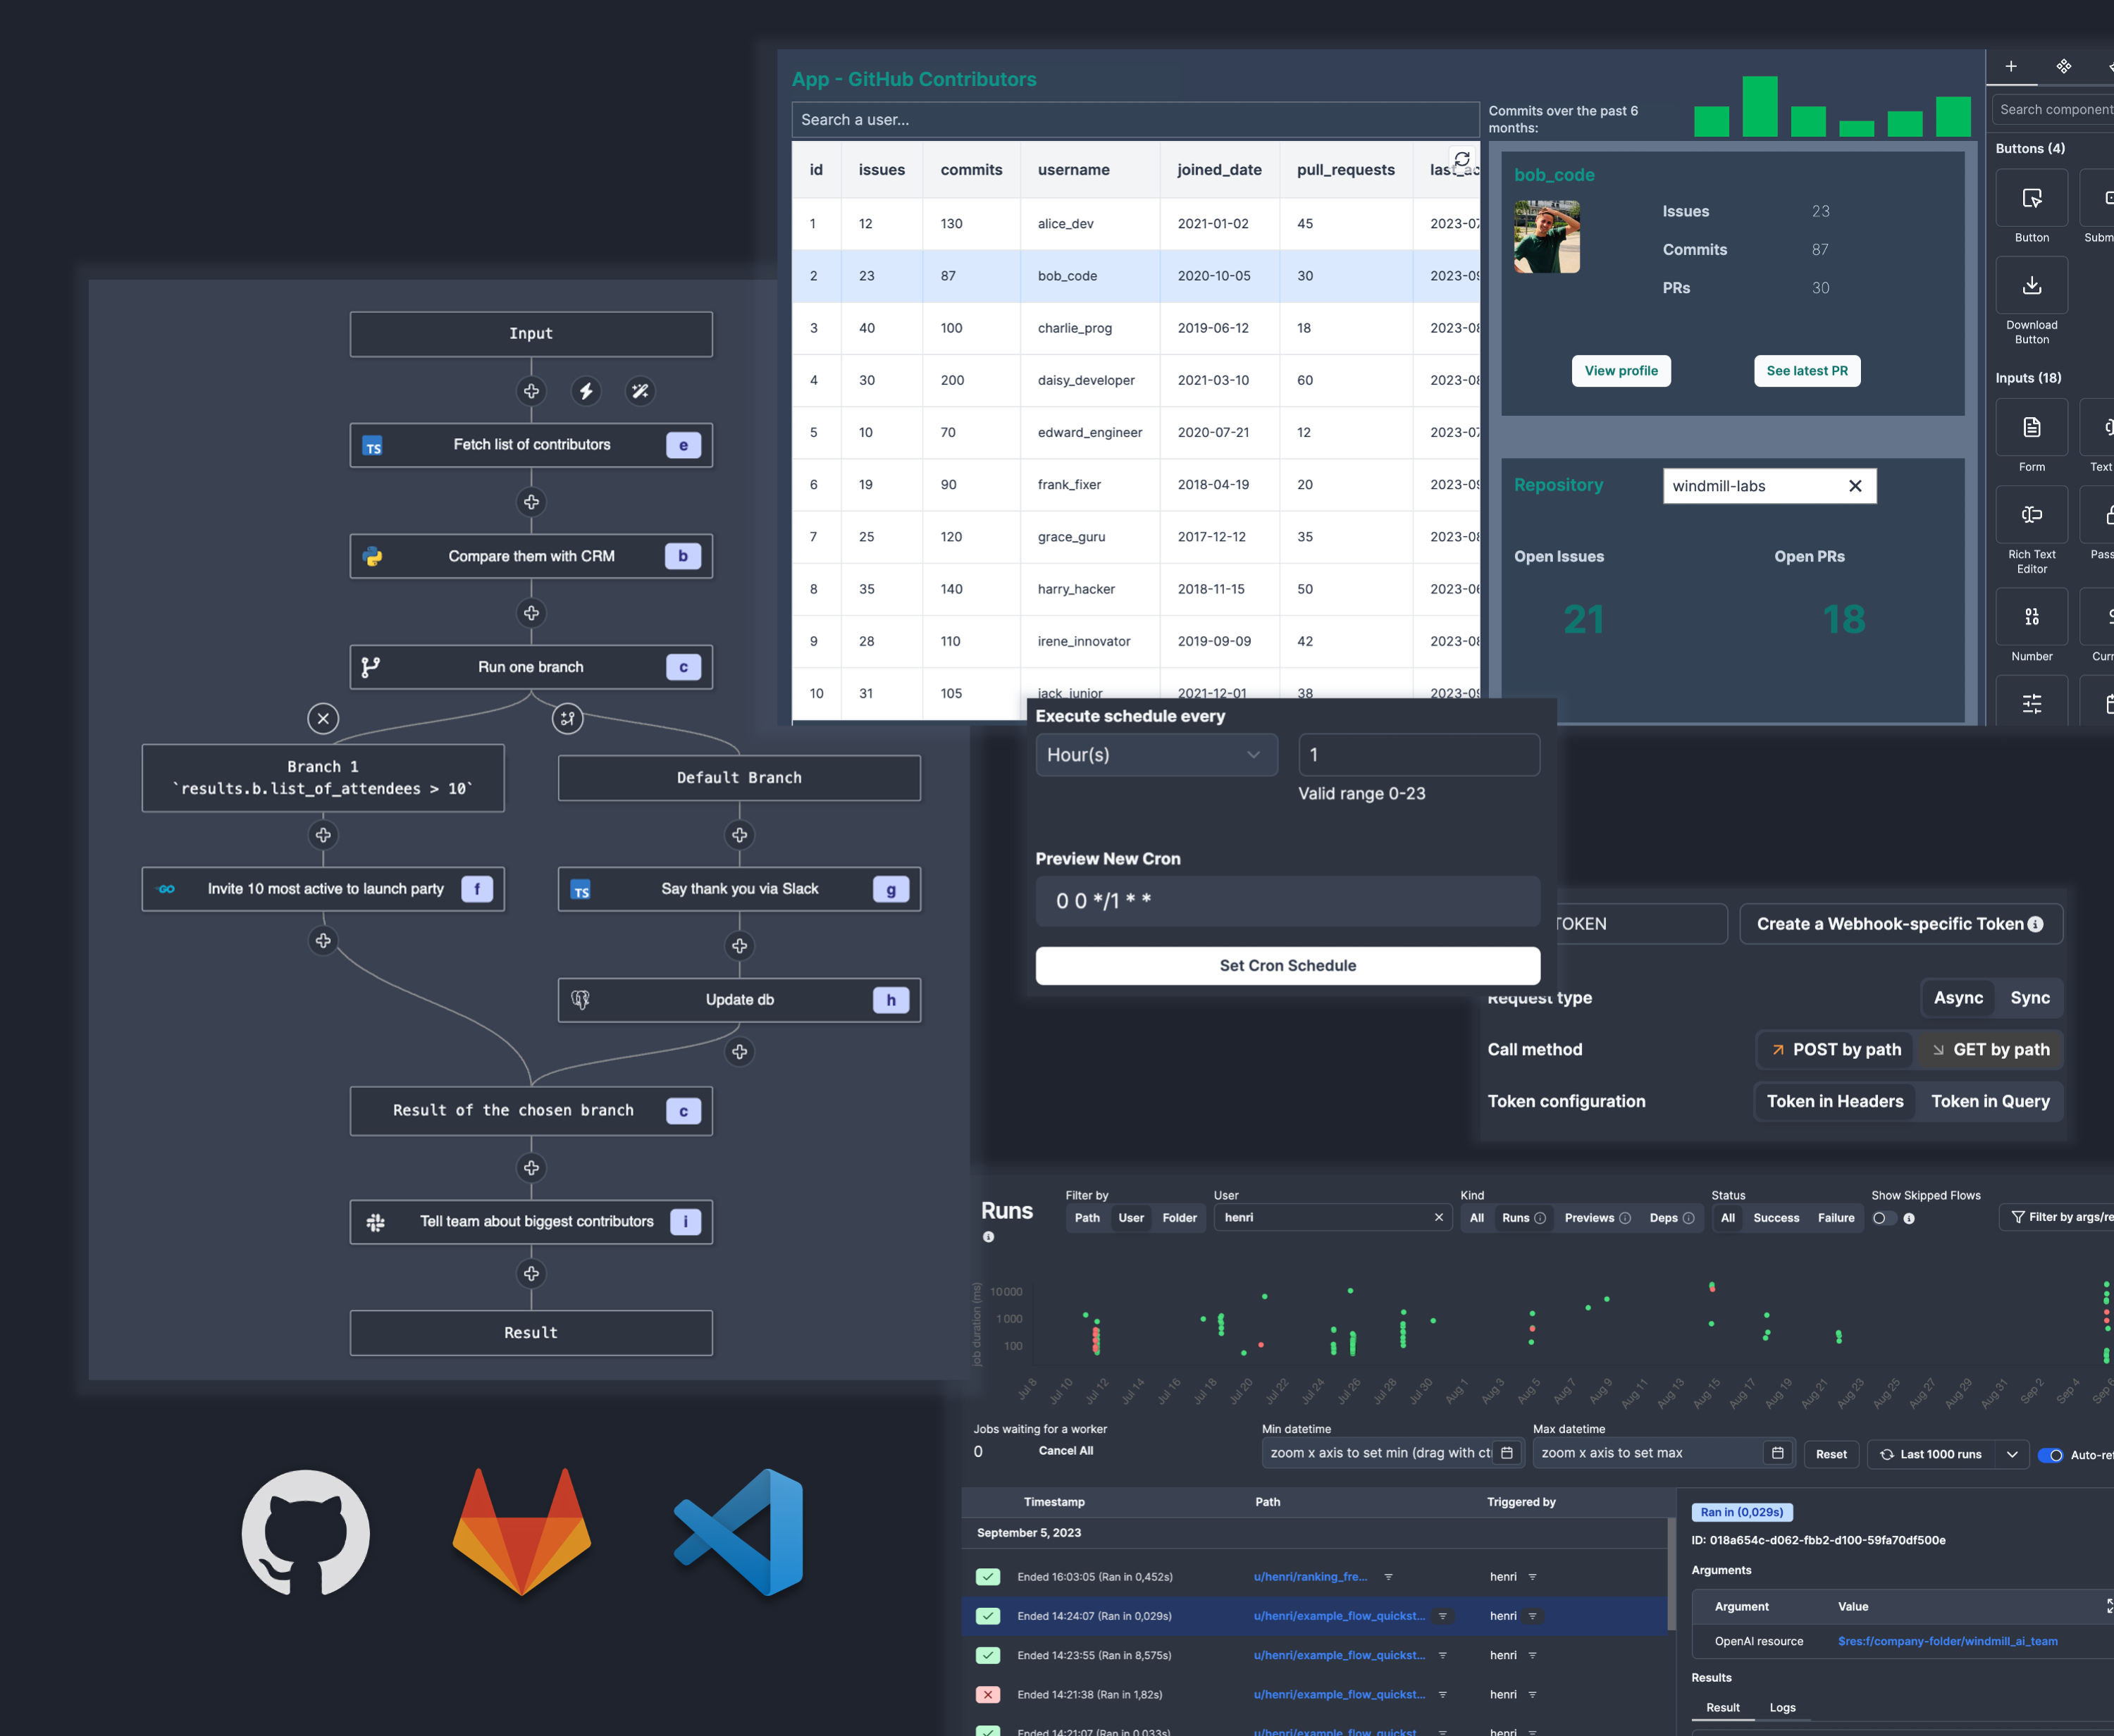 App - GitHub Contributors
Search a user...
id issues commits username joined_date pull_requests
1 12 130 alice_dev 2021-01-02 45 2023-07
2 23 87 bob_code 2020-10-05 30 2023-09
3 40 100 charlie_prog 2019-06-12 18 2023-08
4 30 200 daisy_developer 2021-03-10 60 2023-08
5 10 70 edward_engineer 2020-07-21 12 2023-07
6 19 90 frank_fixer 2018-04-19 20 2023-09
7 25 120 grace_guru 2017-12-12 35 2023-08
8 35 140 harry_hacker 2018-11-15 50 2023-06
9 28 110 irene_innovator 2019-09-09 42 2023-08
10 31 105 jack_junior 2021-12-01 38 2023-09
Commits over the past 6
months:
bob_code
Issues 23
Commits 87
PRs 30
View profile See latest PR
Repository windmill-labs
Open Issues Open PRs
21 18
Search component
Buttons (4)
Button Subm
Download
Button
Inputs (18)
Form Text
Rich Text
Editor
Pass
Number Curr
Input
TS Fetch list of contributors e
Compare them with CRM b
Run one branch c
Branch 1
`results.b.list_of_attendees > 10`
Default Branch
GO Invite 10 most active to launch party f
TS Say thank you via Slack g
Update db h
Result of the chosen branch c
Tell team about biggest contributors i
Result
Execute schedule every
Hour(s) 1
Valid range 0-23
Preview New Cron
0 0 */1 * *
Set Cron Schedule
TOKEN Create a Webhook-specific Token
Request type Async Sync
Call method POST by path GET by path
Token configuration Token in Headers Token in Query
Runs
Filter by User Kind Status Show Skipped Flows
Path User Folder henri All Runs Previews Deps All Success Failure Filter by args/re
job duration (ms)
10 000
1 000
100
Jul 8 Jul 10 Jul 12 Jul 14 Jul 16 Jul 18 Jul 20 Jul 22 Jul 24 Jul 26 Jul 28 Jul 30 Aug 1 Aug 3 Aug 5 Aug 7 Aug 9 Aug 11 Aug 13 Aug 15 Aug 17 Aug 19 Aug 21 Aug 23 Aug 25 Aug 27 Aug 29 Aug 31 Sep 2 Sep 4 Sep 6
Jobs waiting for a worker Min datetime Max datetime
0 Cancel All zoom x axis to set min (drag with ct zoom x axis to set max Reset Last 1000 runs Auto-ref
Timestamp Path Triggered by
September 5, 2023
Ended 16:03:05 (Ran in 0,452s) u/henri/ranking_fre... henri
Ended 14:24:07 (Ran in 0,029s) u/henri/example_flow_quickst... henri
Ended 14:23:55 (Ran in 8,575s) u/henri/example_flow_quickst... henri
Ended 14:21:38 (Ran in 1,82s) u/henri/example_flow_quickst... henri
Ended 14:21:07 (Ran in 0,033s) u/henri/example_flow_quickst... henri
Ran in (0,029s)
ID: 018a654c-d062-fbb2-d100-59fa70df500e
Arguments
Argument Value
OpenAI resource $res:f/company-folder/windmill_ai_team
Results
Result Logs